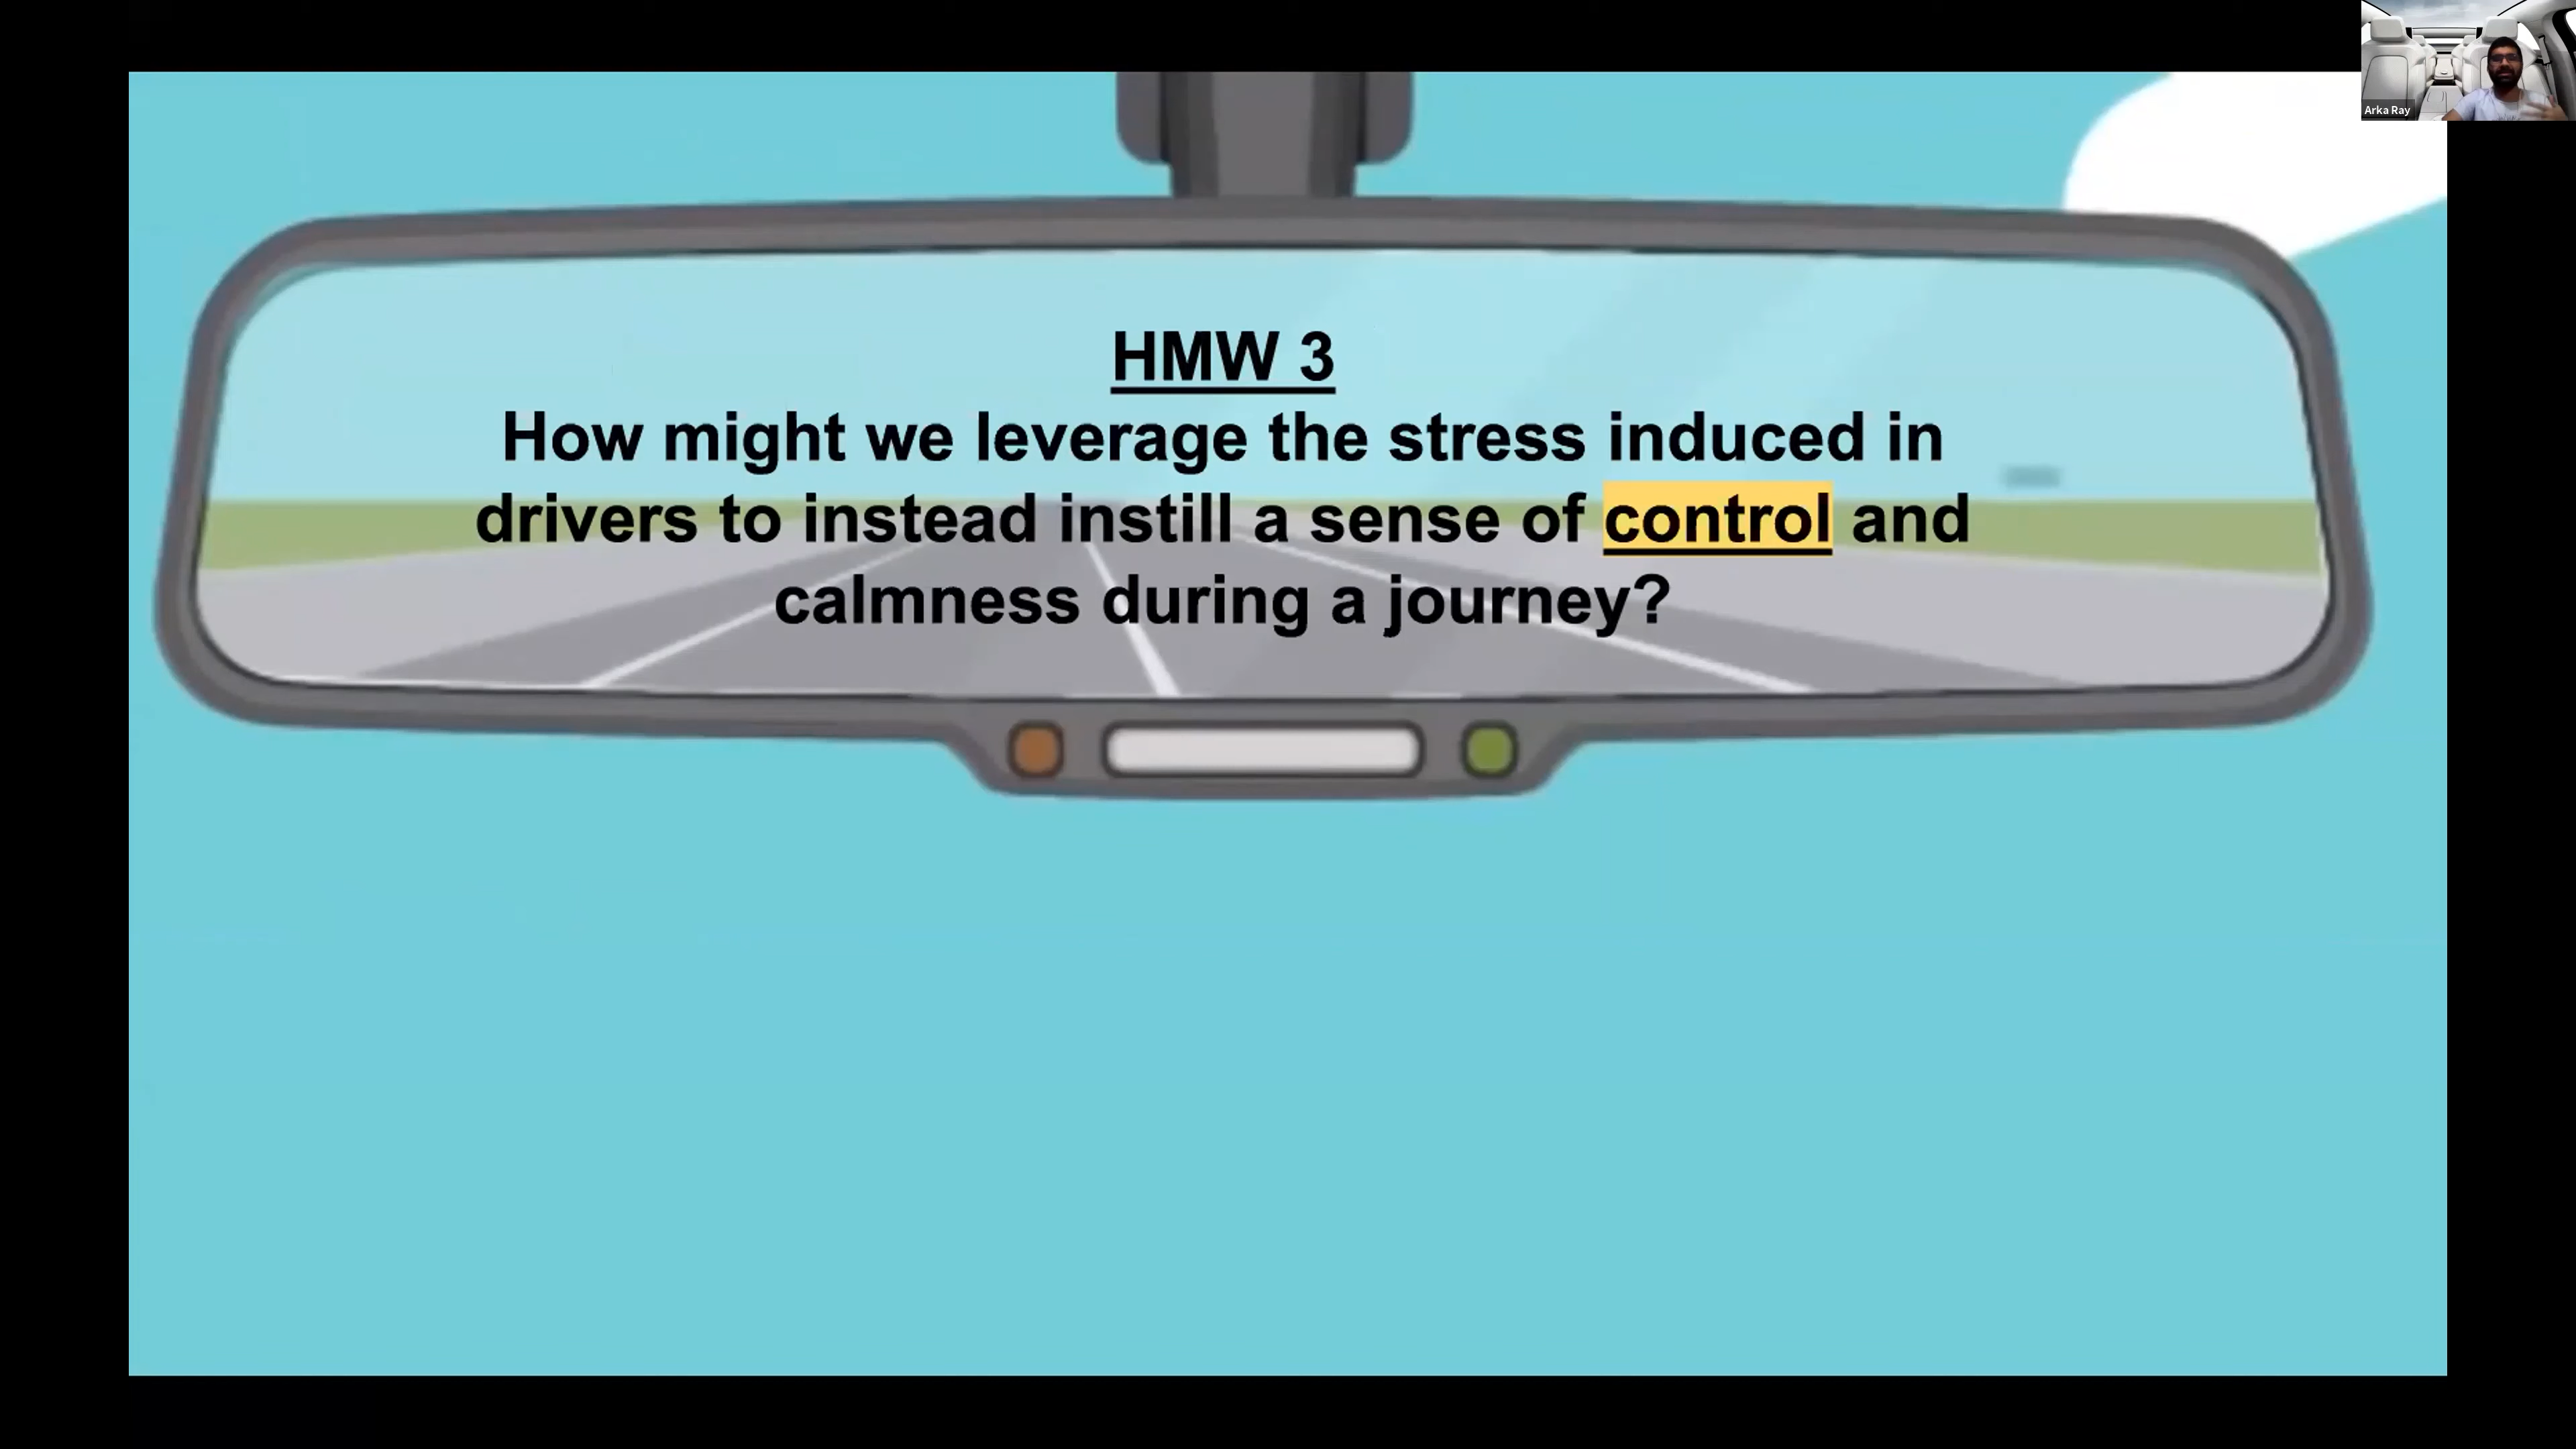 Arka Ray
HMW 3
How might we leverage the stress induced in
drivers to instead instill a sense of control and
calmness during a journey?